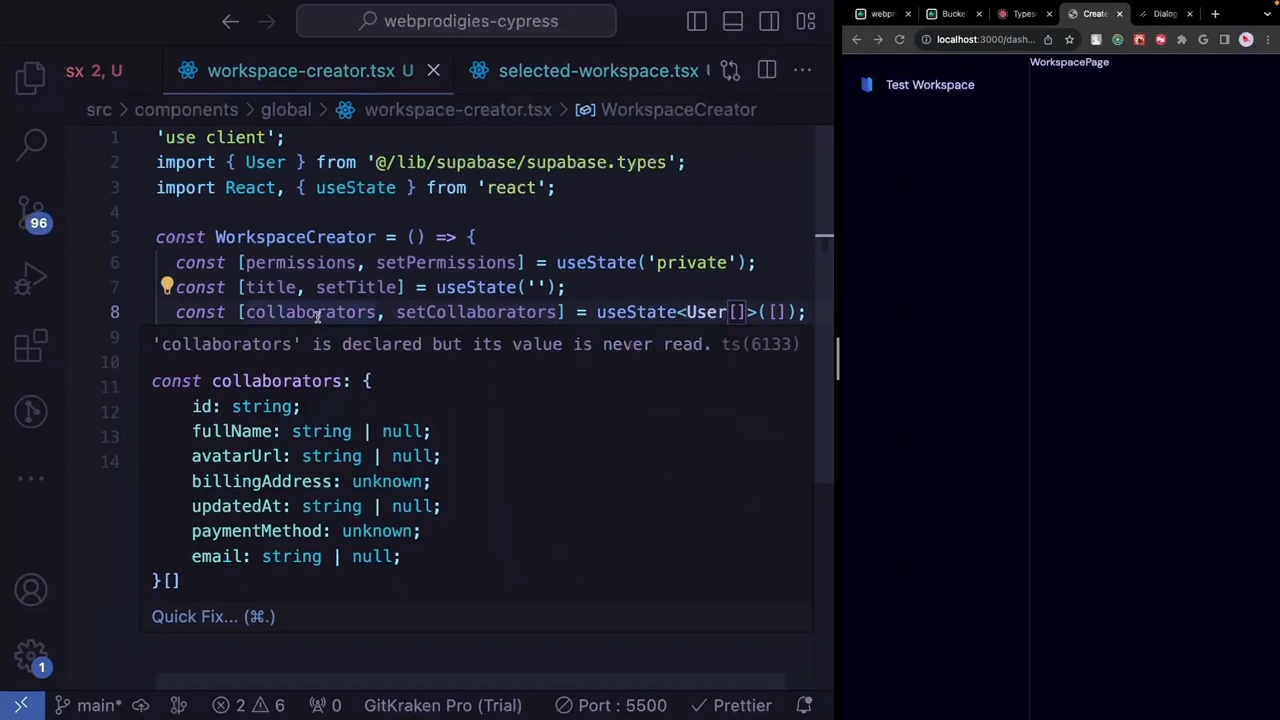 webprodigies-cypress
sx 2, U
workspace-creator.tsx U
selected-workspace.tsx
src > components > global > workspace-creator.tsx > WorkspaceCreator
1 'use client';
2 import { User } from '@/lib/supabase/supabase.types';
3 import React, { useState } from 'react';
4
5 const WorkspaceCreator = () => {
6 const [permissions, setPermissions] = useState('private');
7 const [title, setTitle] = useState('');
8 const [collaborators, setCollaborators] = useState<User[]>([]);
9
10
11
12
13
14
'collaborators' is declared but its value is never read. ts(6133)
const collaborators: {
id: string;
fullName: string | null;
avatarUrl: string | null;
billingAddress: unknown;
updatedAt: string | null;
paymentMethod: unknown;
email: string | null;
}[]
Quick Fix... (⌘.)
96
1
main*
2
6
0
GitKraken Pro (Trial)
Port : 5500
Prettier
webpr
Bucke
Types
Create
Dialog
localhost:3000/dash...
Test Workspace
WorkspacePage